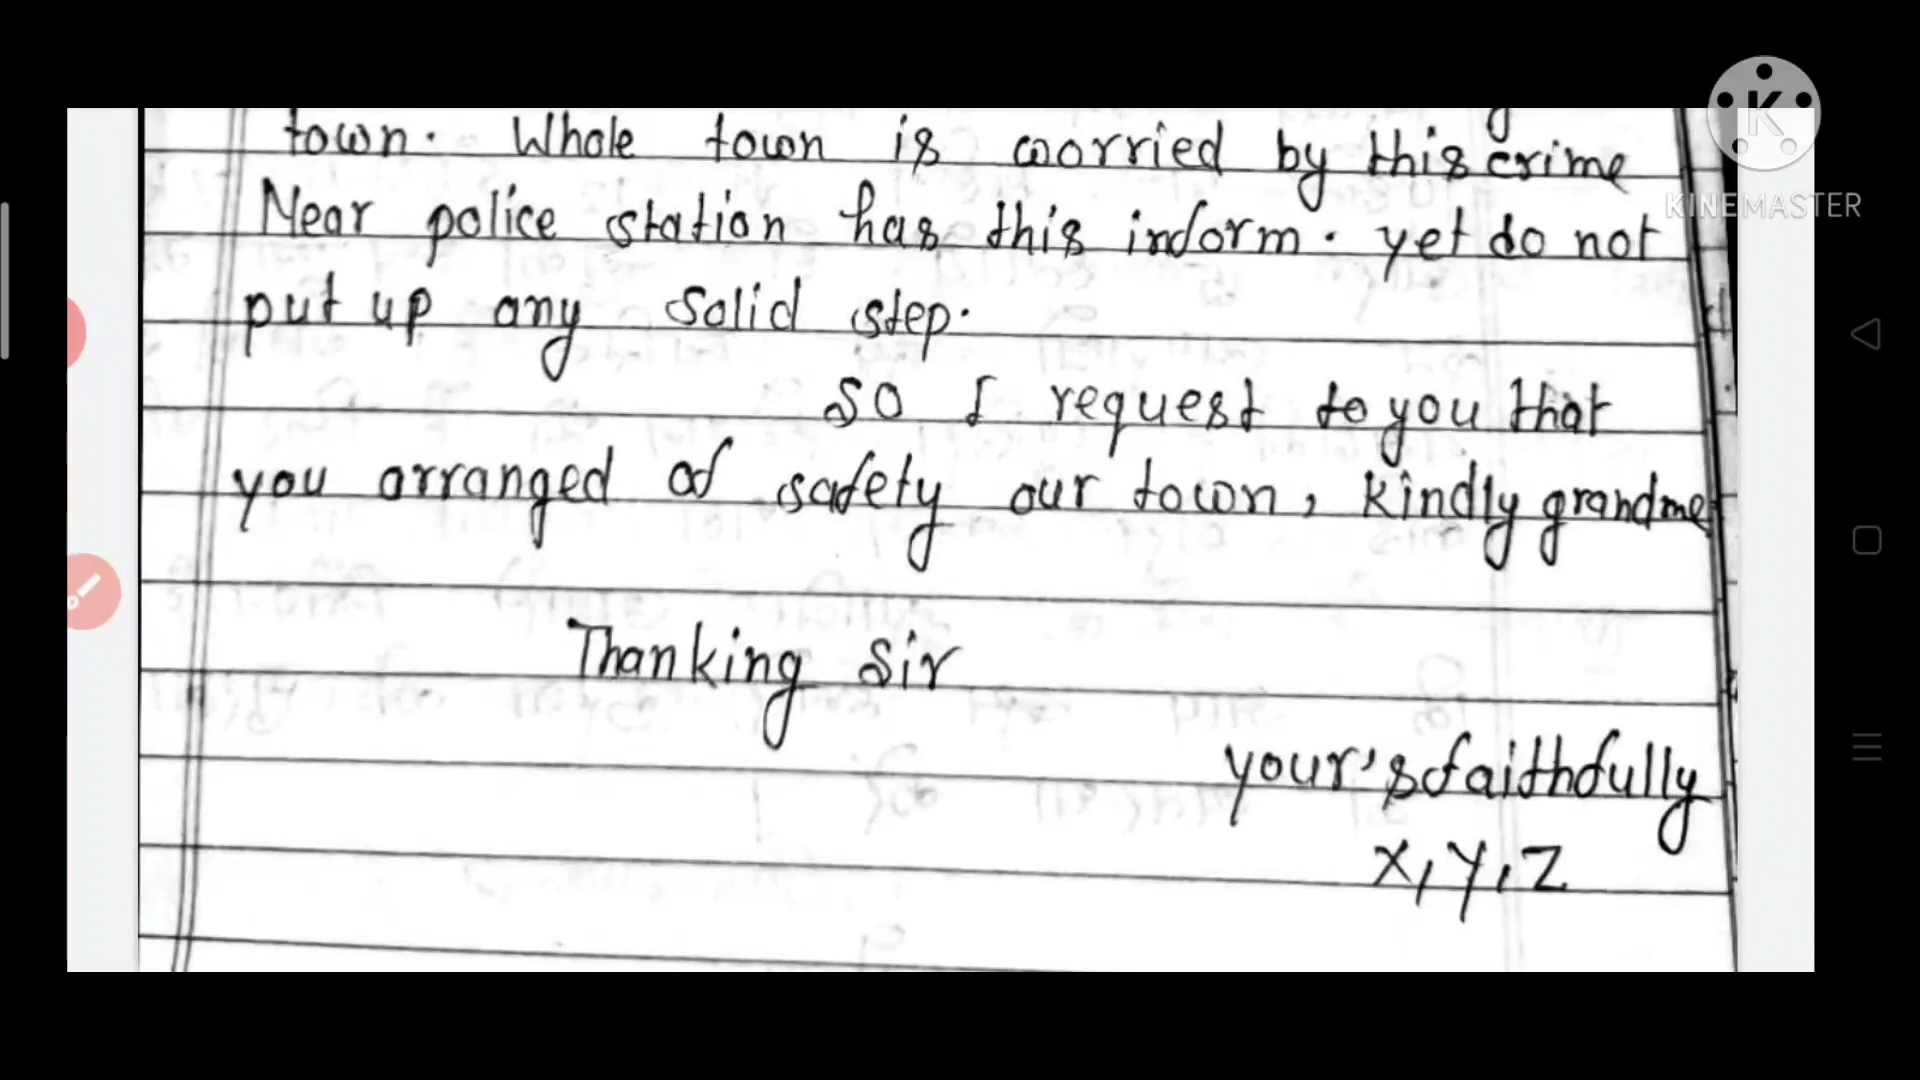 town. Whole town is worried by this crime
Near police station has this inform. yet do not
put up any solid step.
So I request to you that
you arranged of safety our town, kindly grandme
Thanking Sir
your's faithfully
X, Y, Z
K
KINEMASTER